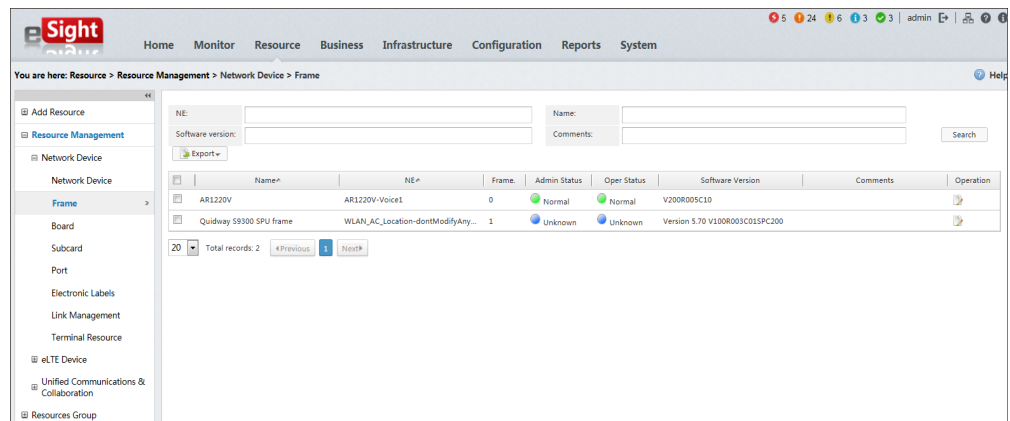 eSight
5 24 6 3 3 admin
Home Monitor Resource Business Infrastructure Configuration Reports System
You are here: Resource > Resource Management > Network Device > Frame
Help
Add Resource
Resource Management
Network Device
Network Device
Frame
Board
Subcard
Port
Electronic Labels
Link Management
Terminal Resource
eLTE Device
Unified Communications &
Collaboration
Resources Group
NE: Name:
Software version: Comments: Search
Export
Name NE Frame. Admin Status Oper Status Software Version Comments Operation
AR1220V AR1220V-Voice1 0 Normal Normal V200R005C10
Quidway S9300 SPU frame WLAN_AC_Location-dontModifyAny... 1 Unknown Unknown Version 5.70 V100R003C01SPC200
20 Total records: 2 Previous 1 Next